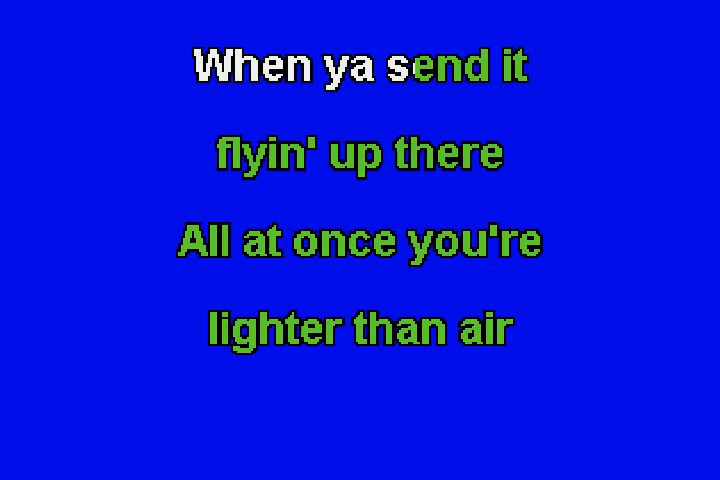 When ya send it
flyin' up there
All at once you're
lighter than air